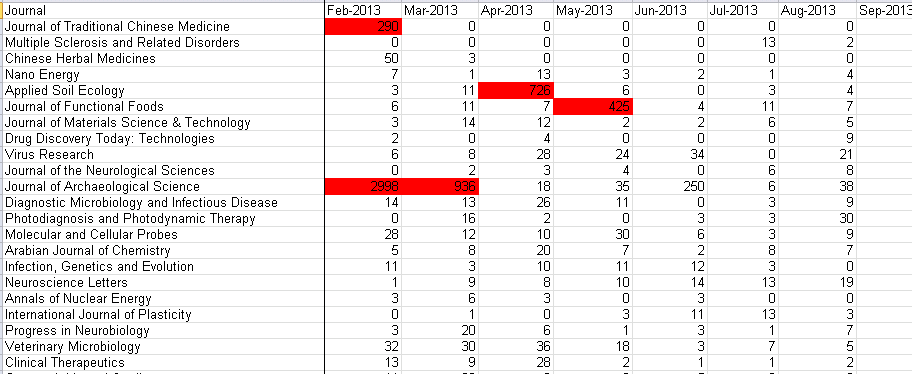 Journal Feb-2013 Mar-2013 Apr-2013 May-2013 Jun-2013 Jul-2013 Aug-2013 Sep-2013
Journal of Traditional Chinese Medicine 290 0 0 0 0 0 0
Multiple Sclerosis and Related Disorders 0 0 0 0 0 13 2
Chinese Herbal Medicines 50 3 0 0 0 0 0
Nano Energy 7 1 13 3 2 1 4
Applied Soil Ecology 3 11 726 6 0 3 4
Journal of Functional Foods 6 11 7 425 4 11 7
Journal of Materials Science & Technology 3 14 12 2 2 6 5
Drug Discovery Today: Technologies 2 0 4 0 0 0 9
Virus Research 6 8 28 24 34 0 21
Journal of the Neurological Sciences 0 2 3 4 0 6 8
Journal of Archaeological Science 2998 936 18 35 250 6 38
Diagnostic Microbiology and Infectious Disease 14 13 26 11 0 3 9
Photodiagnosis and Photodynamic Therapy 0 16 2 0 3 3 30
Molecular and Cellular Probes 28 12 10 30 6 3 9
Arabian Journal of Chemistry 5 8 20 7 2 8 7
Infection, Genetics and Evolution 11 3 10 11 12 3 0
Neuroscience Letters 1 9 8 10 14 13 19
Annals of Nuclear Energy 3 6 3 0 3 0 0
International Journal of Plasticity 0 1 0 3 11 13 3
Progress in Neurobiology 3 20 6 1 3 1 7
Veterinary Microbiology 32 30 36 18 3 7 5
Clinical Therapeutics 13 9 28 2 1 1 2